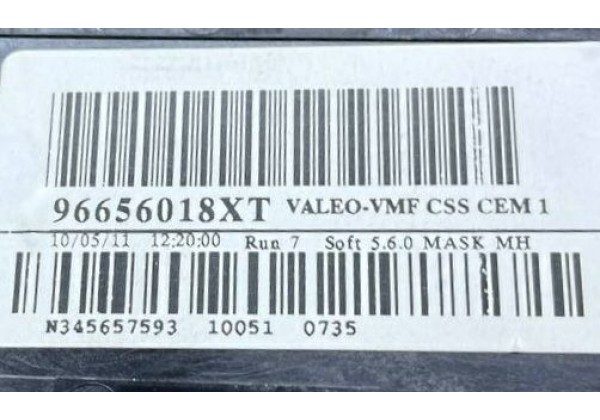 96656018XT VALEO-VMF CSS CEM 1
10/05/11 12:20:00 Run 7 Soft 5.6.0 MASK MH
N345657593 10051 0735